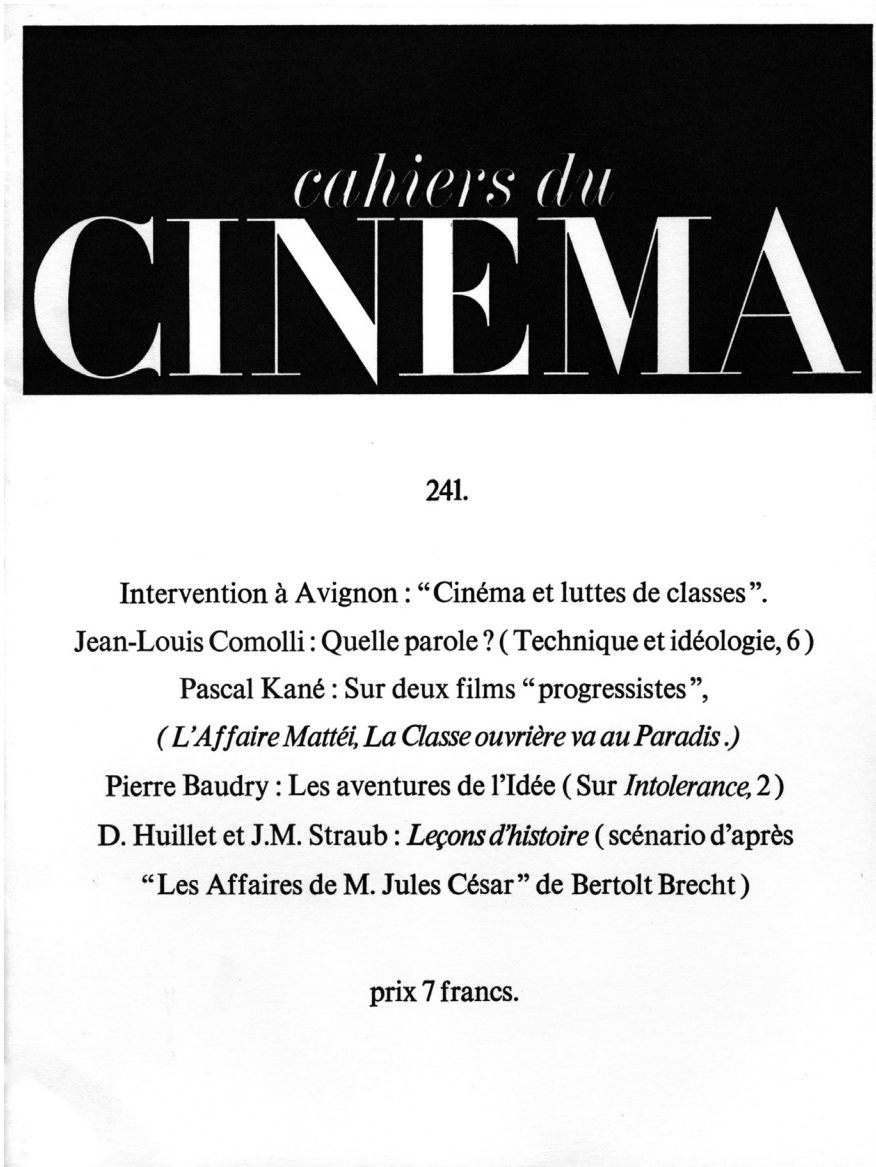 cahiers du
CINEMA
241.
Intervention à Avignon : “Cinéma et luttes de classes”.
Jean-Louis Comolli : Quelle parole ? ( Technique et idéologie, 6 )
Pascal Kané : Sur deux films “progressistes”,
( L’Affaire Mattéi, La Classe ouvrière va au Paradis .)
Pierre Baudry : Les aventures de l’Idée ( Sur Intolerance, 2 )
D. Huillet et J.M. Straub : Leçons d’histoire ( scénario d’après
“Les Affaires de M. Jules César” de Bertolt Brecht )
prix 7 francs.